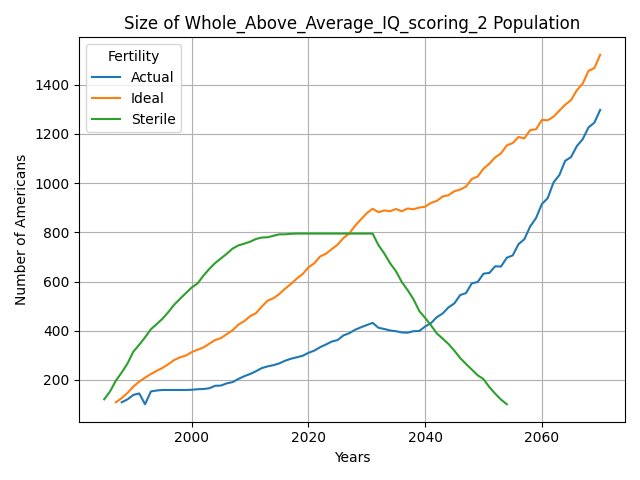 Size of Whole_Above_Average_IQ_scoring_2 Population
Fertility
Actual
Ideal
Sterile
Number of Americans
1400
1200
1000
800
600
400
200
2000
2020
2040
2060
Years